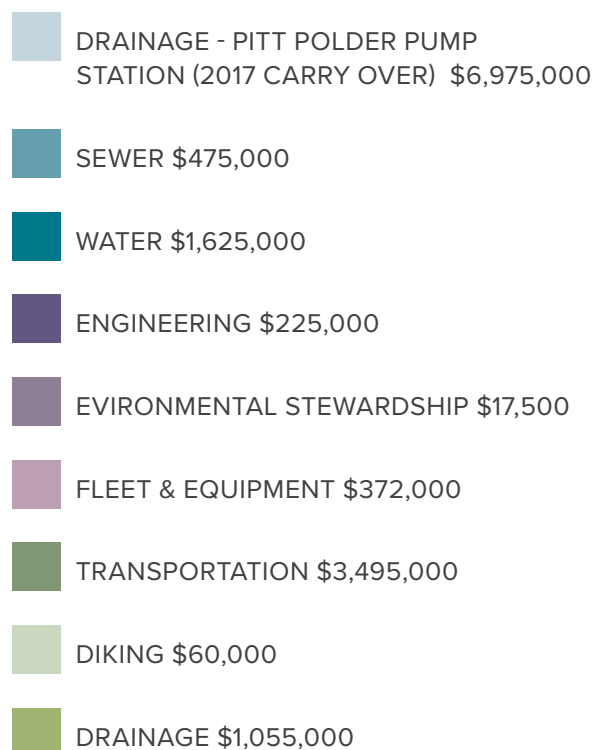 DRAINAGE - PITT POLDER PUMP
STATION (2017 CARRY OVER) $6,975,000
SEWER $475,000
WATER $1,625,000
ENGINEERING $225,000
EVIRONMENTAL STEWARDSHIP $17,500
FLEET & EQUIPMENT $372,000
TRANSPORTATION $3,495,000
DIKING $60,000
DRAINAGE $1,055,000